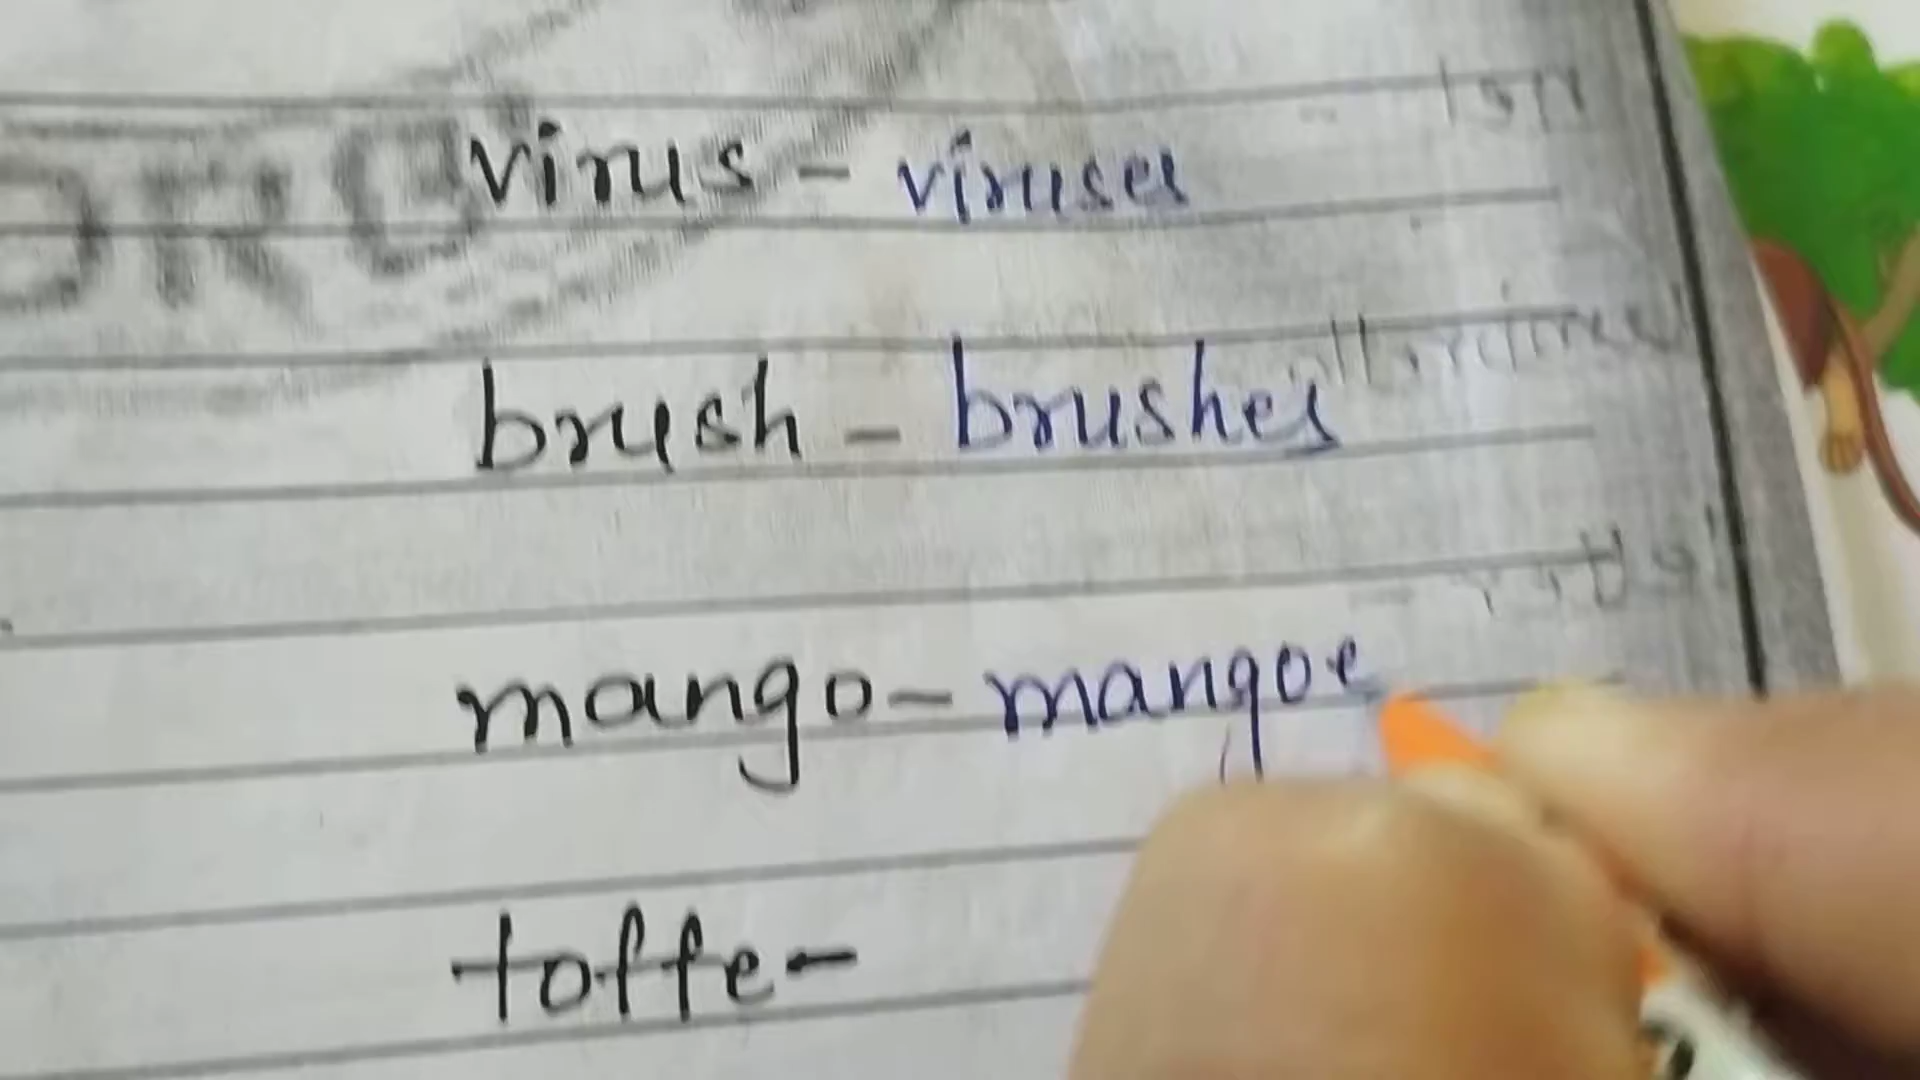 virus - viruses
brush - brushes
mango - mangoe
toffe -